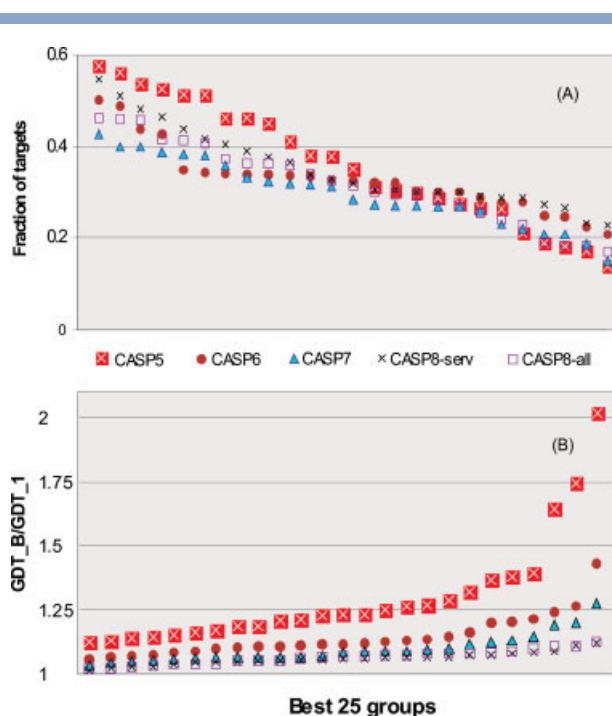 0.6
(A)
0.4
Fraction of targets
0.2
0
CASP5 CASP6 CASP7 CASP8-serv CASP8-all
2
(B)
1.75
GDT_B/GDT_1
1.5
1.25
1
Best 25 groups